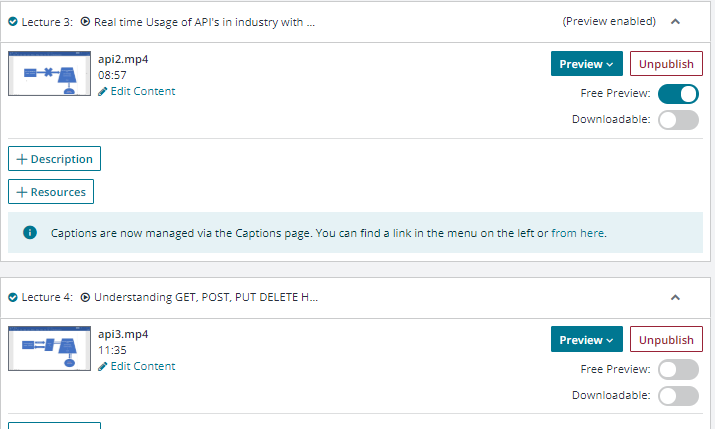 Lecture 3: Real time Usage of API's in industry with ... (Preview enabled)
api2.mp4
08:57
Edit Content
Preview
Unpublish
Free Preview:
Downloadable:
+ Description
+ Resources
Captions are now managed via the Captions page. You can find a link in the menu on the left or from here.
Lecture 4: Understanding GET, POST, PUT DELETE H...
api3.mp4
11:35
Edit Content
Preview
Unpublish
Free Preview:
Downloadable: